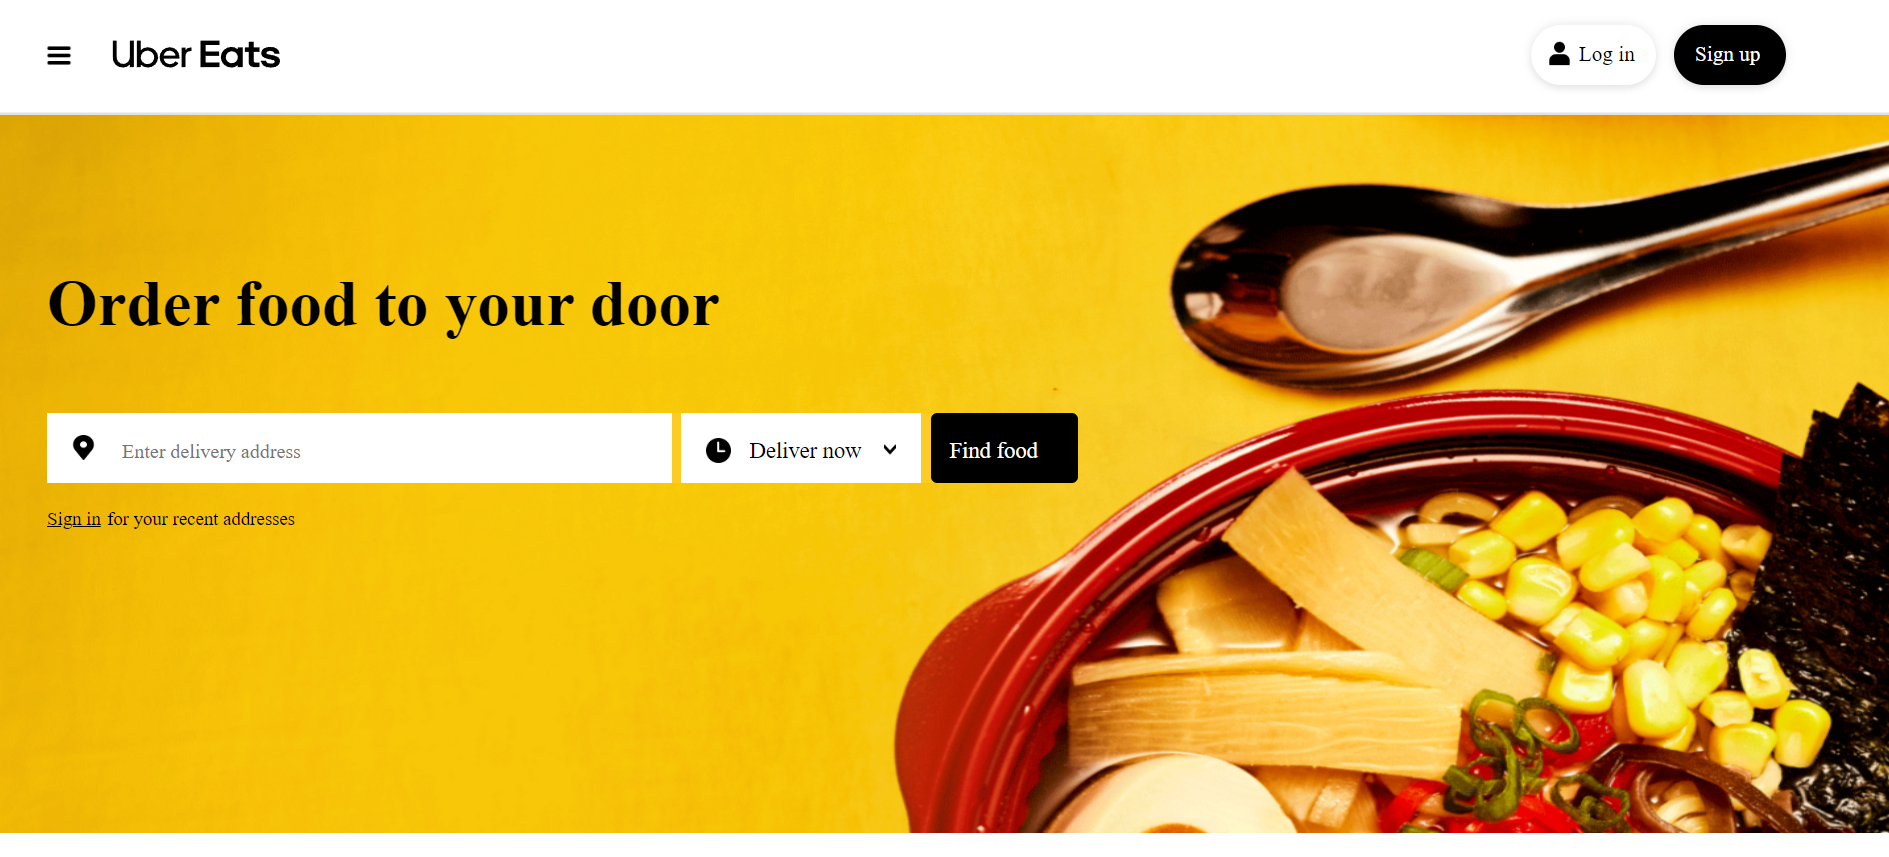 Uber Eats
Log in
Sign up
Order food to your door
Enter delivery address
Deliver now
Find food
Sign in for your recent addresses